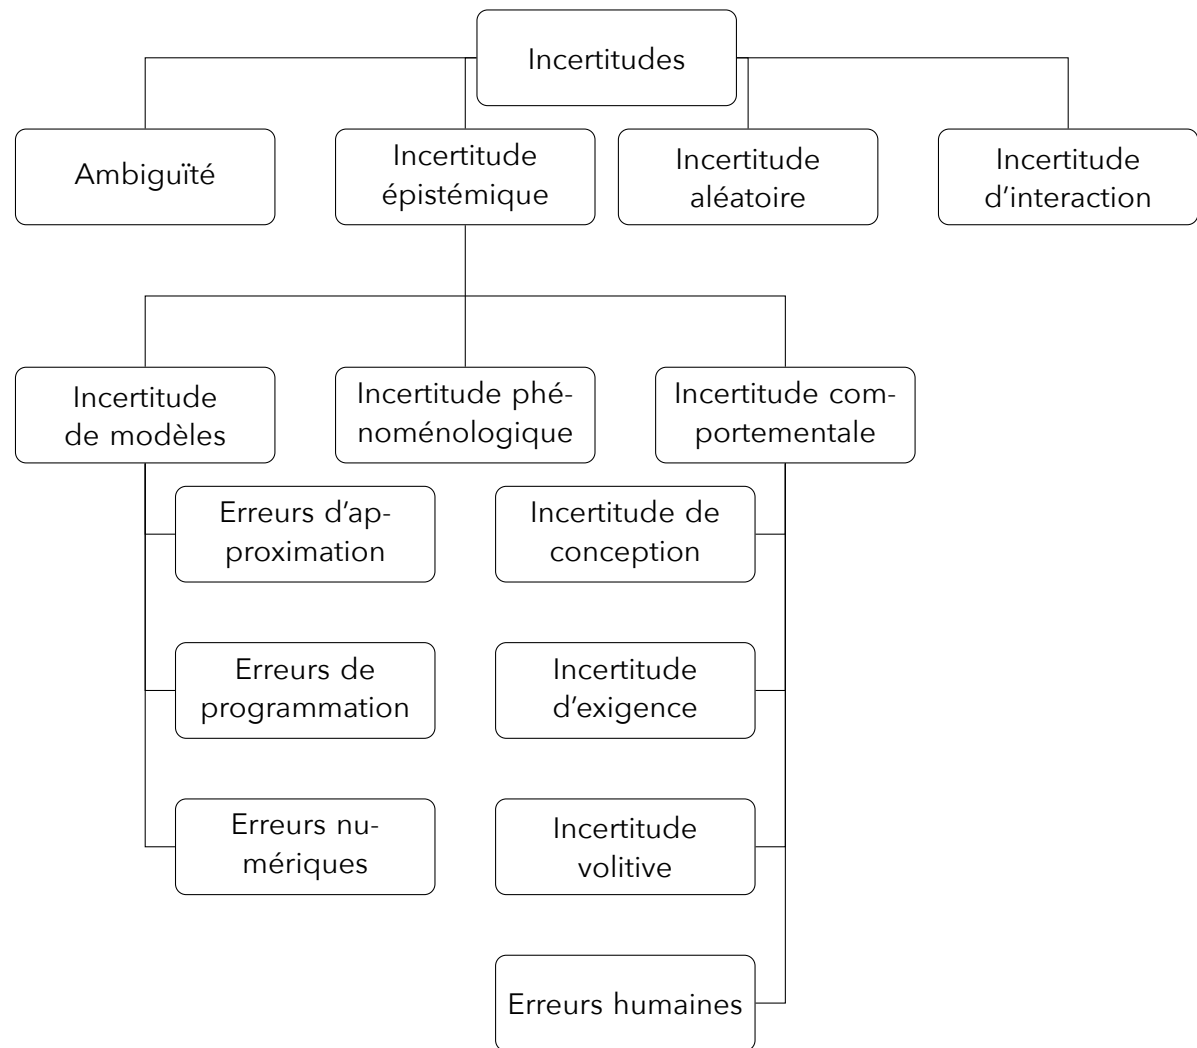 Incertitudes
Ambiguïté
Incertitude
épistémique
Incertitude
aléatoire
Incertitude
d'interaction
Incertitude
de modèles
Incertitude phé-
noménologique
Incertitude com-
portementale
Erreurs d'ap-
proximation
Incertitude de
conception
Erreurs de
programmation
Incertitude
d'exigence
Erreurs nu-
mériques
Incertitude
volitive
Erreurs humaines